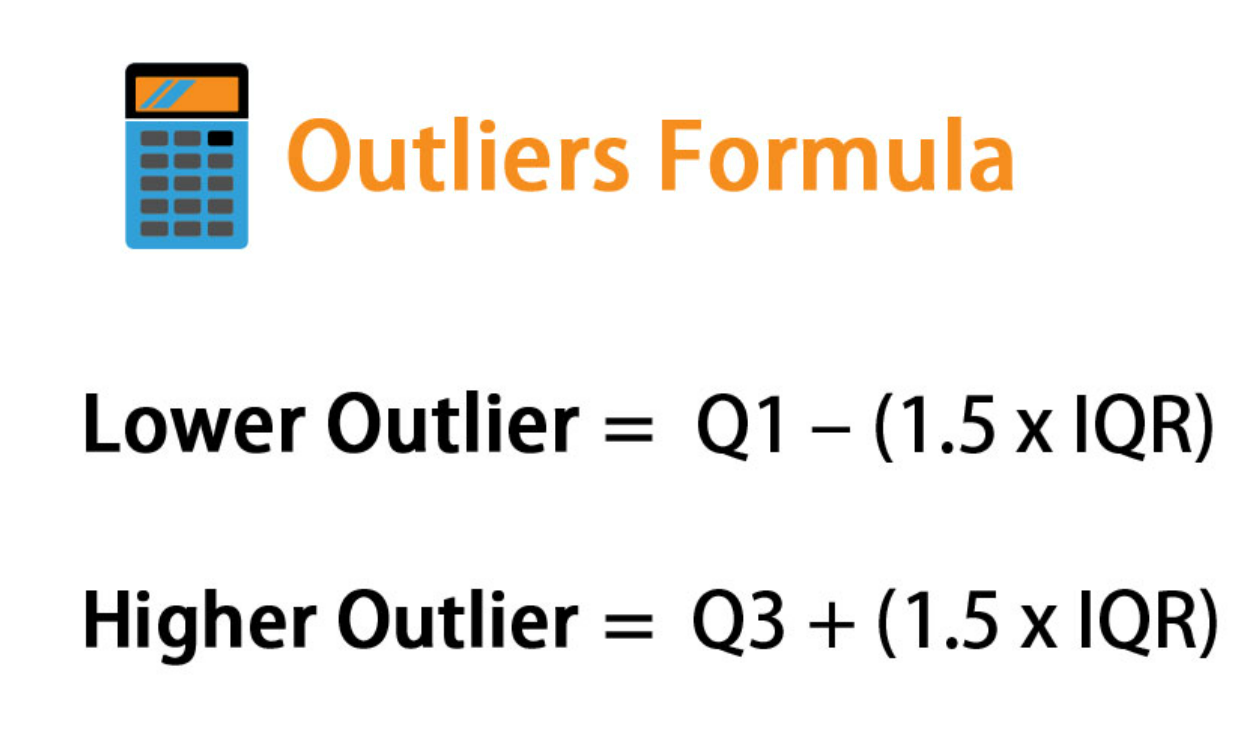 Outliers Formula
Lower Outlier = Q1 – (1.5 x IQR)
Higher Outlier = Q3 + (1.5 x IQR)